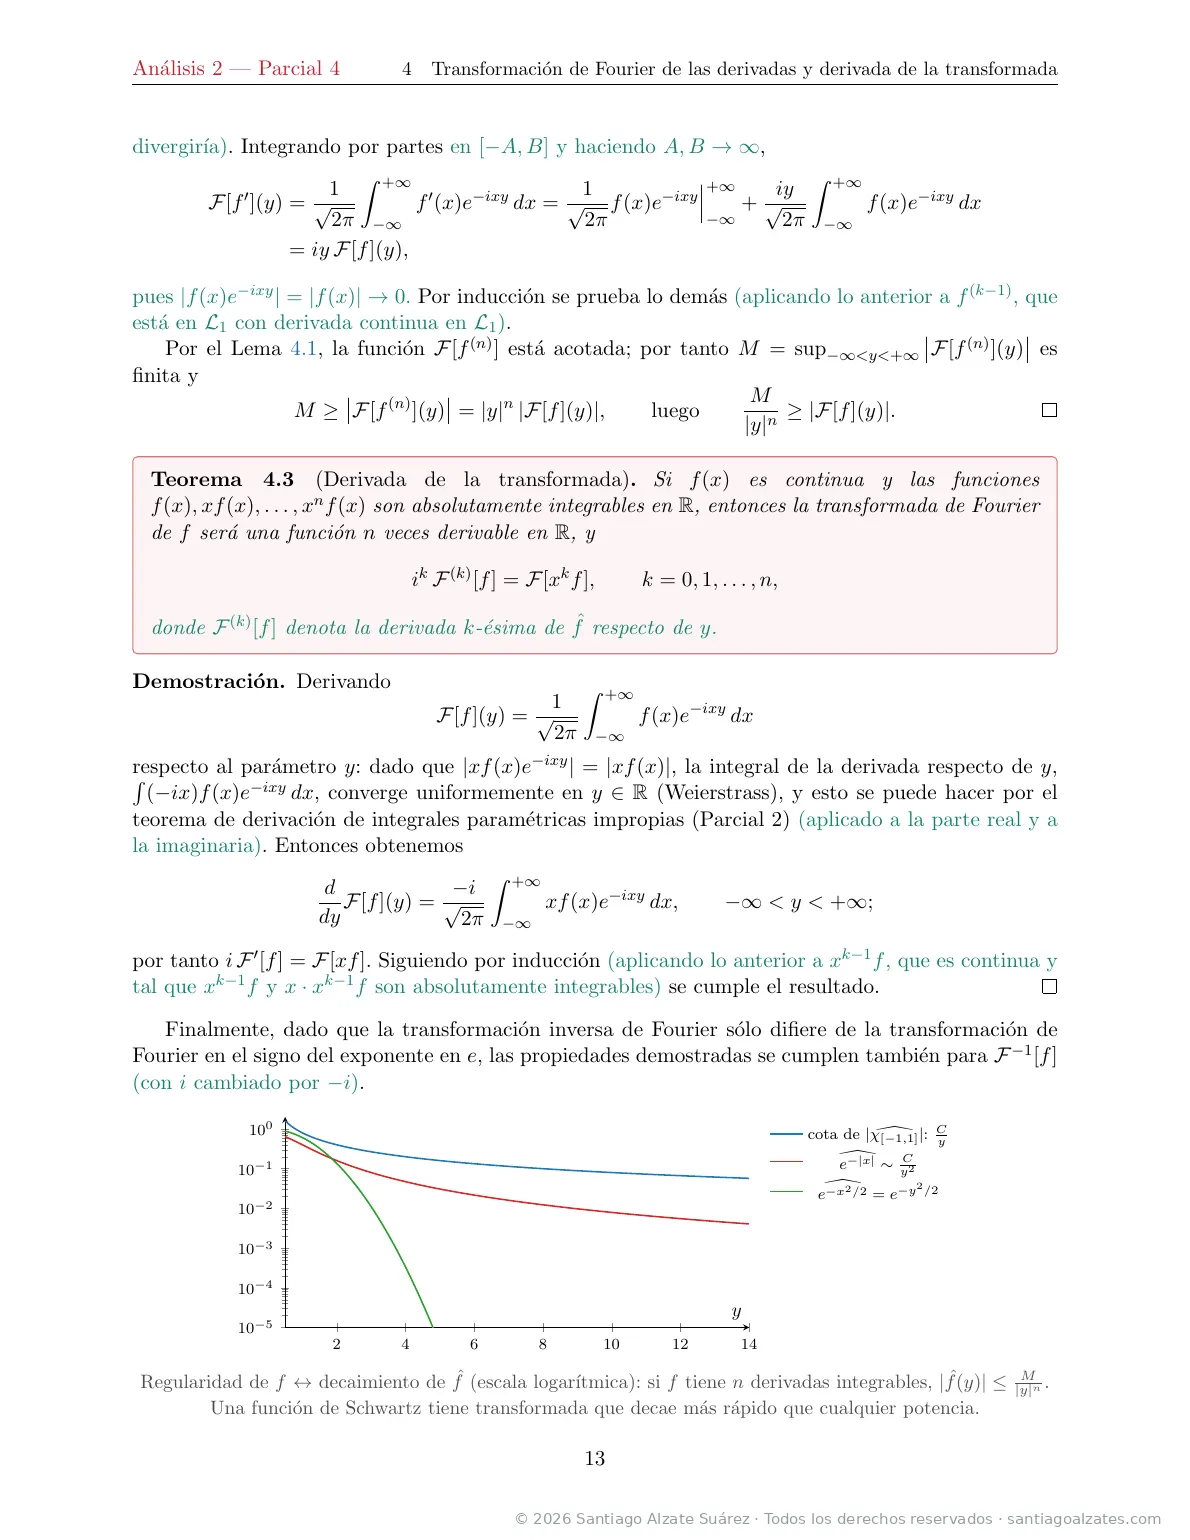 Análisis 2 — Parcial 4 4 Transformación de Fourier de las derivadas y derivada de la transformada
divergiría). Integrando por partes en [−A, B] y haciendo A, B → ∞,
ℱ[f′](y) = 1/√2π ∫_{−∞}^{+∞} f′(x)e^{−ixy} dx = 1/√2π f(x)e^{−ixy}|_{−∞}^{+∞} + iy/√2π ∫_{−∞}^{+∞} f(x)e^{−ixy} dx
= iy ℱ[f](y),
pues |f(x)e^{−ixy}| = |f(x)| → 0. Por inducción se prueba lo demás (aplicando lo anterior a f^{(k−1)}, que
está en ℒ₁ con derivada continua en ℒ₁).
Por el Lema 4.1, la función ℱ[f^{(n)}] está acotada; por tanto M = sup_{−∞<y<+∞} |ℱ[f^{(n)}](y)| es
finita y
M ≥ |ℱ[f^{(n)}](y)| = |y|^n |ℱ[f](y)|, luego M/|y|^n ≥ |ℱ[f](y)|. □
Teorema 4.3 (Derivada de la transformada). Si f(x) es continua y las funciones
f(x), xf(x), . . . , x^n f(x) son absolutamente integrables en ℝ, entonces la transformada de Fourier
de f será una función n veces derivable en ℝ, y
i^k ℱ^{(k)}[f] = ℱ[x^k f], k = 0, 1, . . . , n,
donde ℱ^{(k)}[f] denota la derivada k-ésima de f̂ respecto de y.
Demostración. Derivando
ℱ[f](y) = 1/√2π ∫_{−∞}^{+∞} f(x)e^{−ixy} dx
respecto al parámetro y: dado que |xf(x)e^{−ixy}| = |xf(x)|, la integral de la derivada respecto de y,
∫(−ix)f(x)e^{−ixy} dx, converge uniformemente en y ∈ ℝ (Weierstrass), y esto se puede hacer por el
teorema de derivación de integrales paramétricas impropias (Parcial 2) (aplicado a la parte real y a
la imaginaria). Entonces obtenemos
d/dy ℱ[f](y) = −i/√2π ∫_{−∞}^{+∞} xf(x)e^{−ixy} dx, −∞ < y < +∞;
por tanto i ℱ′[f] = ℱ[xf]. Siguiendo por inducción (aplicando lo anterior a x^{k−1}f, que es continua y
tal que x^{k−1}f y x · x^{k−1}f son absolutamente integrables) se cumple el resultado. □
Finalmente, dado que la transformación inversa de Fourier sólo difiere de la transformación de
Fourier en el signo del exponente en e, las propiedades demostradas se cumplen también para ℱ^{−1}[f]
(con i cambiado por −i).
10^0
10^{−1}
10^{−2}
10^{−3}
10^{−4}
10^{−5}
2 4 6 8 10 12 14
y
cota de |\widehat{χ_{[−1,1]}}|: C/y
\widehat{e^{−|x|}} ∼ C/y^2
\widehat{e^{−x^2/2}} = e^{−y^2/2}
Regularidad de f ↔ decaimiento de f̂ (escala logarítmica): si f tiene n derivadas integrables, |f̂(y)| ≤ M/|y|^n.
Una función de Schwartz tiene transformada que decae más rápido que cualquier potencia.
13
© 2026 Santiago Alzate Suárez · Todos los derechos reservados · santiagoalzates.com